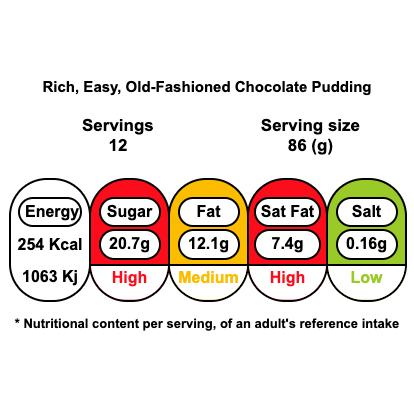 Rich, Easy, Old-Fashioned Chocolate Pudding
Servings
12
Serving size
86 (g)
Energy
254 Kcal
1063 Kj
Sugar
20.7g
High
Fat
12.1g
Medium
Sat Fat
7.4g
High
Salt
0.16g
Low
* Nutritional content per serving, of an adult's reference intake